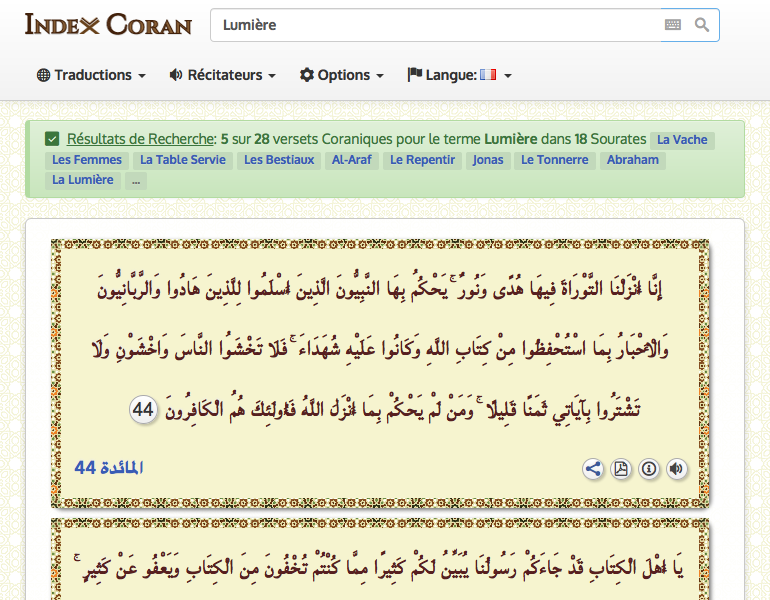 Index Coran
Lumière
Traductions Récitateurs Options Langue:
Résultats de Recherche: 5 sur 28 versets Coraniques pour le terme Lumière dans 18 Sourates La Vache
Les Femmes La Table Servie Les Bestiaux Al-Araf Le Repentir Jonas Le Tonnerre Abraham
La Lumière ...
إِنَّا أَنْزَلْنَا التَّوْرَاةَ فِيهَا هُدًى وَنُورٌ ۚ يَحْكُمُ بِهَا النَّبِيُّونَ الَّذِينَ أَسْلَمُوا لِلَّذِينَ هَادُوا وَالرَّبَّانِيُّونَ
وَالْأَحْبَارُ بِمَا اسْتُحْفِظُوا مِنْ كِتَابِ اللَّهِ وَكَانُوا عَلَيْهِ شُهَدَاءَ ۚ فَلَا تَخْشَوُا النَّاسَ وَاخْشَوْنِ وَلَا
تَشْتَرُوا بِآيَاتِي ثَمَنًا قَلِيلًا ۚ وَمَنْ لَمْ يَحْكُمْ بِمَا أَنْزَلَ اللَّهُ فَأُولَئِكَ هُمُ الْكَافِرُونَ 44
المائدة 44
يَا أَهْلَ الْكِتَابِ قَدْ جَاءَكُمْ رَسُولُنَا يُبَيِّنُ لَكُمْ كَثِيرًا مِمَّا كُنْتُمْ تُخْفُونَ مِنَ الْكِتَابِ وَيَعْفُو عَنْ كَثِيرٍ ۚ